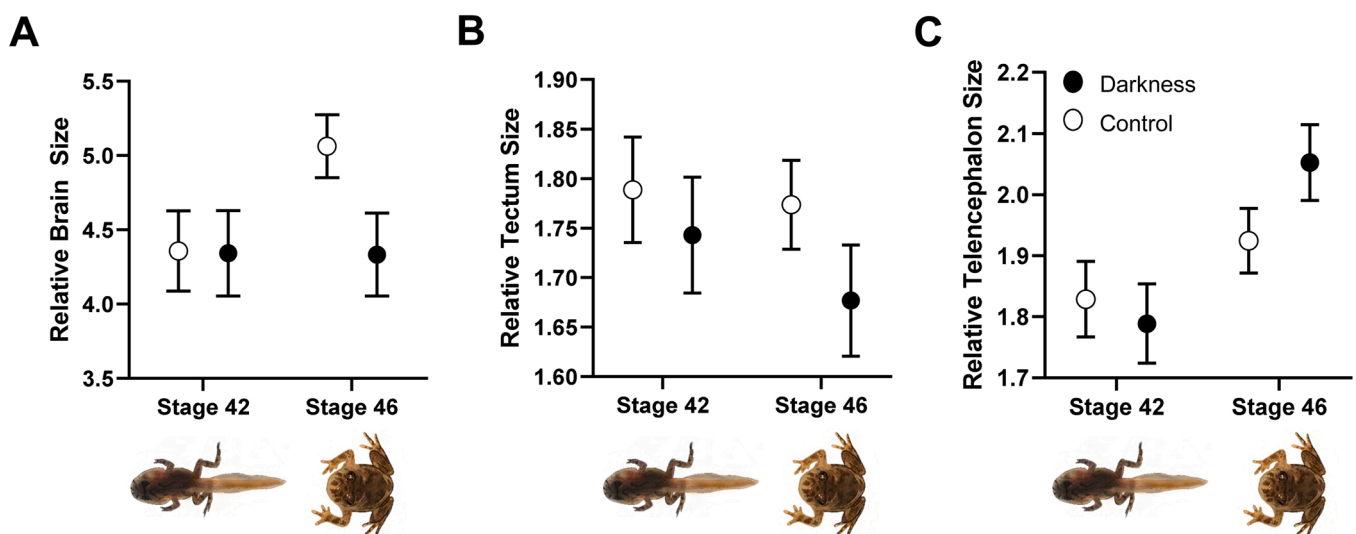 A
Relative Brain Size
5.5
5.0
4.5
4.0
3.5
Stage 42
Stage 46
B
Relative Tectum Size
1.90
1.85
1.80
1.75
1.70
1.65
1.60
Stage 42
Stage 46
C
Relative Telencephalon Size
2.2
2.1
2.0
1.9
1.8
1.7
Darkness
Control
Stage 42
Stage 46